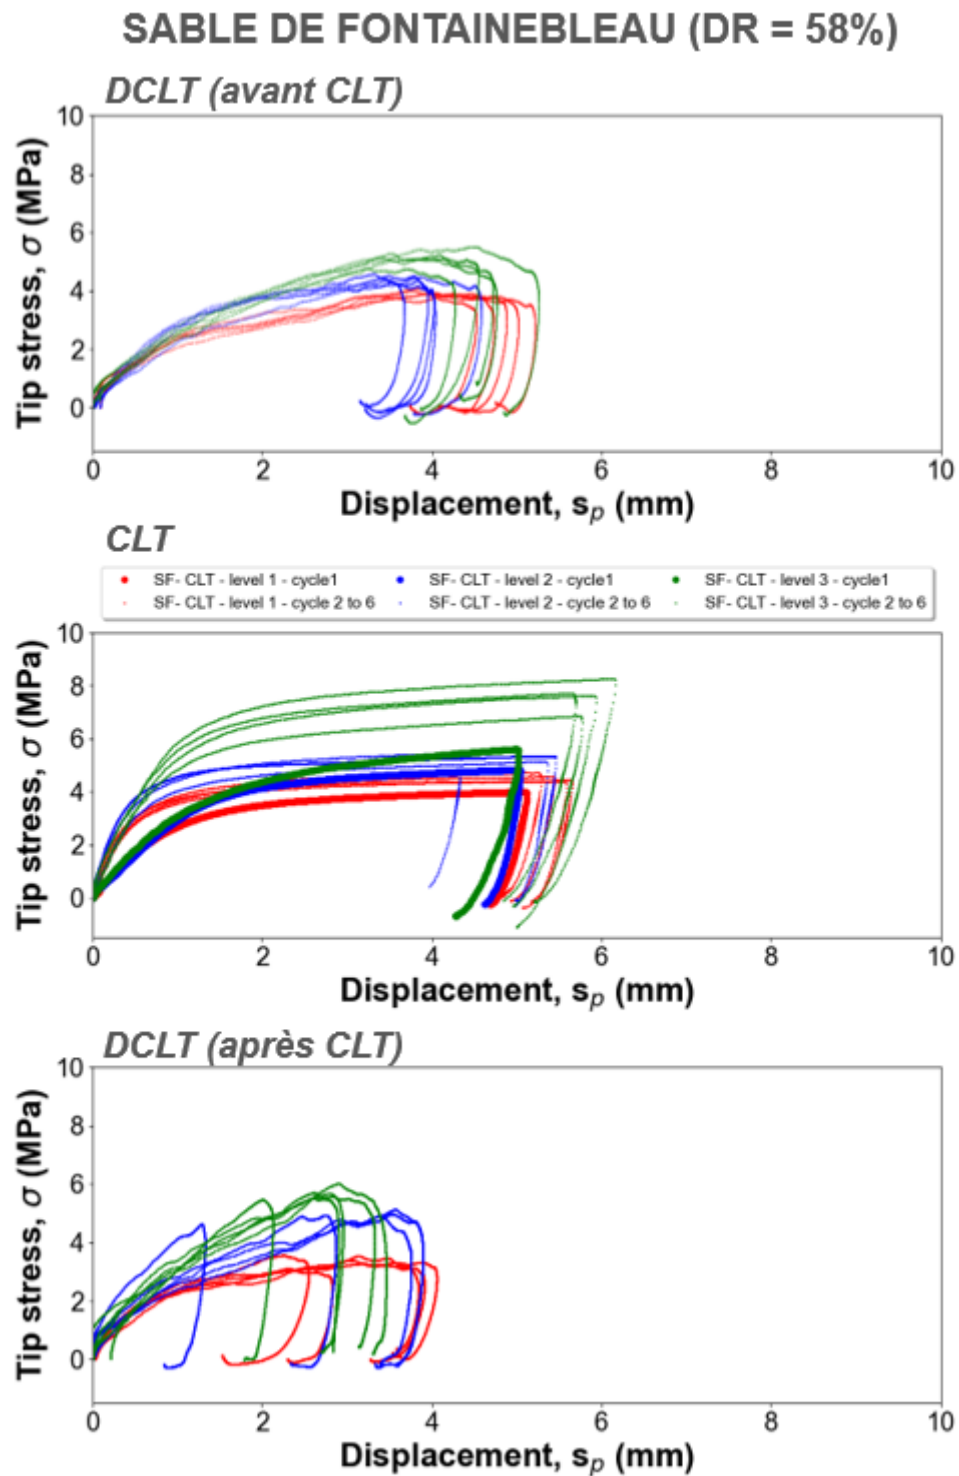 SABLE DE FONTAINEBLEAU (DR = 58%)
DCLT (avant CLT)
10
8
6
4
2
0
Tip stress, σ (MPa)
0 2 4 6 8 10
Displacement, sₚ (mm)
CLT
SF- CLT - level 1 - cycle1 SF- CLT - level 2 - cycle1 SF- CLT - level 3 - cycle1
SF- CLT - level 1 - cycle 2 to 6 SF- CLT - level 2 - cycle 2 to 6 SF- CLT - level 3 - cycle 2 to 6
10
8
6
4
2
0
Tip stress, σ (MPa)
0 2 4 6 8 10
Displacement, sₚ (mm)
DCLT (après CLT)
10
8
6
4
2
0
Tip stress, σ (MPa)
0 2 4 6 8 10
Displacement, sₚ (mm)